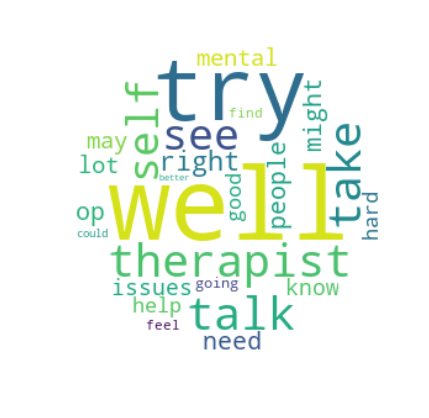 mental
try
find
self
see
might
may
right
take
lot
better
people
good
well
op
hard
could
therapist
issues
going
know
help
talk
feel
need